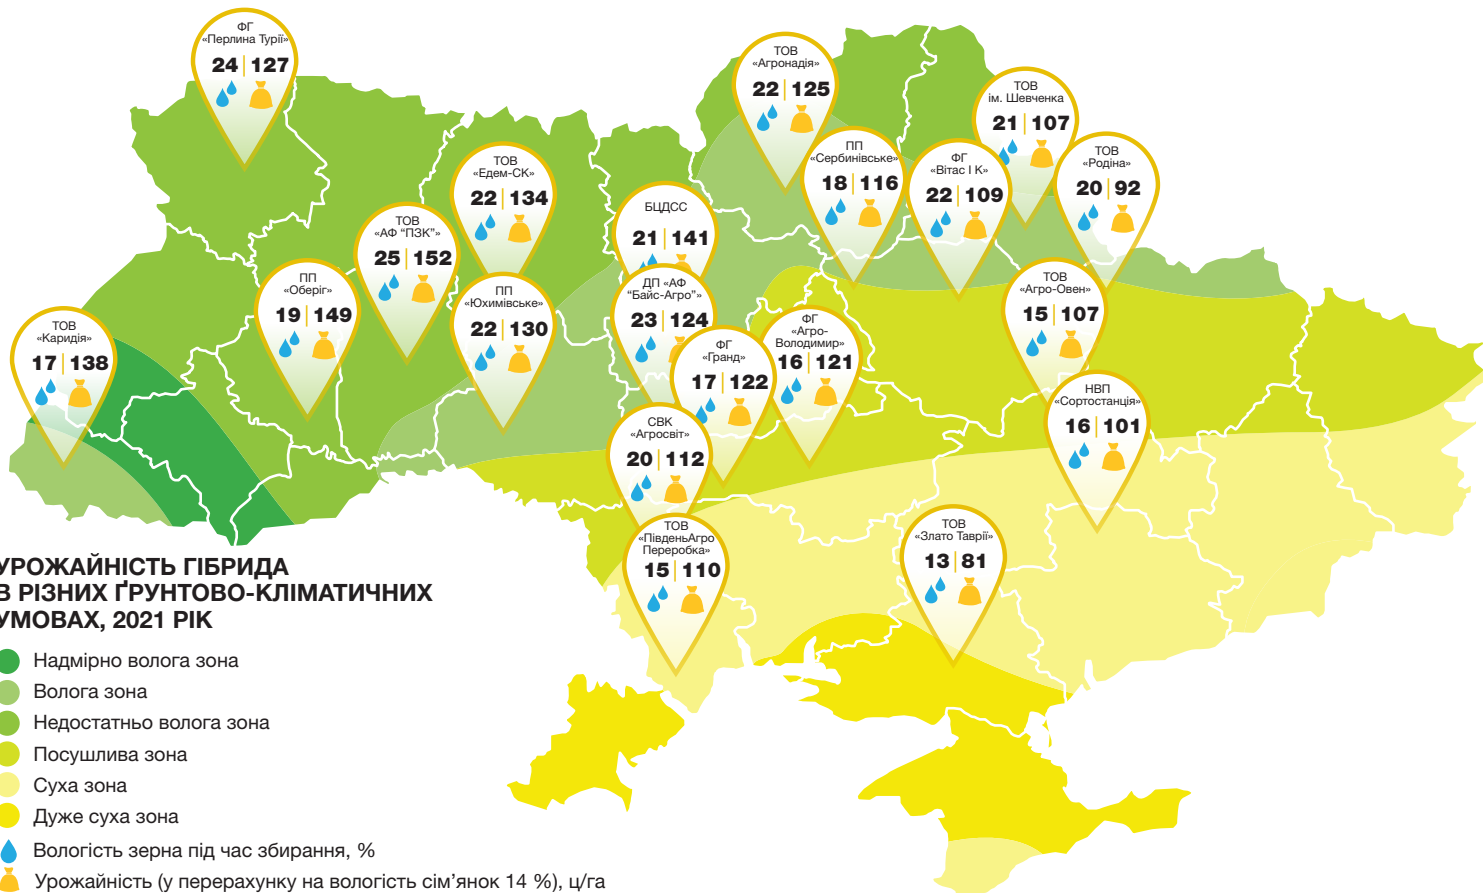 ФГ
«Перлина Турії»
24 127
ТОВ
«Агронадія»
22 125
ТОВ
ім. Шевченка
21 107
ПП
«Сербинівське»
18 116
ФГ
«Вітас І К»
22 109
ТОВ
«Родіна»
20 92
ТОВ
«Едем-СК»
22 134
БЦДСС
21 141
ТОВ
«АФ “ПЗК”»
25 152
ПП
«Оберіг»
19 149
ПП
«Юхимівське»
22 130
ДП «АФ
“Байс-Агро”»
23 124
ТОВ
«Агро-Овен»
15 107
ТОВ
«Каридія»
17 138
ФГ
«Агро-
Володимир»
16 121
ФГ
«Гранд»
17 122
НВП
«Сортостанція»
16 101
СВК
«Агросвіт»
20 112
ТОВ
«ПівденьАгро
Переробка»
15 110
ТОВ
«Злато Таврії»
13 81
УРОЖАЙНІСТЬ ГІБРИДА
В РІЗНИХ ҐРУНТОВО-КЛІМАТИЧНИХ
УМОВАХ, 2021 РІК
Надмірно волога зона
Волога зона
Недостатньо волога зона
Посушлива зона
Суха зона
Дуже суха зона
Вологість зерна під час збирання, %
Урожайність (у перерахунку на вологість сім’янок 14 %), ц/га